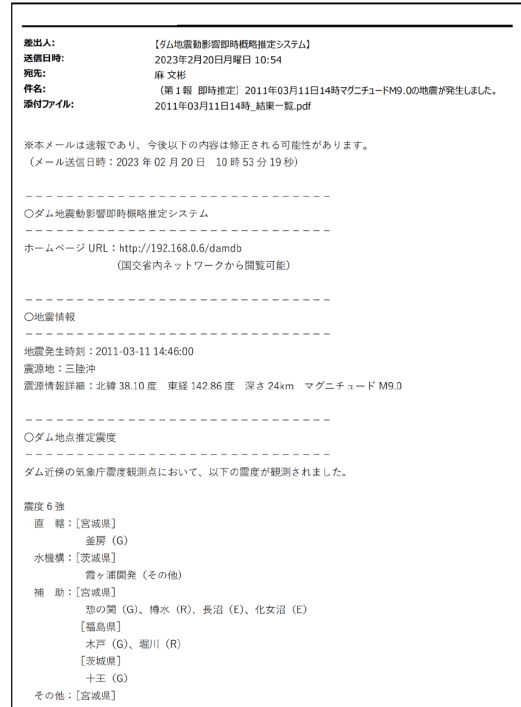 差出人: 【ダム地震動影響即時概略推定システム】
送信日時: 2023年2月20日月曜日 10:54
宛先: 麻 文彬
件名: （第1報 即時推定］2011年03月11日14時マグニチュードM9.0の地震が発生しました。
添付ファイル: 2011年03月11日14時_結果一覧.pdf
※本メールは速報であり、今後以下の内容は修正される可能性があります。
（メール送信日時：2023 年 02 月 20 日　10 時 53 分 19 秒）
－－－－－－－－－－－－－－－－－－－－－－－－－－－－－－
○ダム地震動影響即時概略推定システム
－－－－－－－－－－－－－－－－－－－－－－－－－－－－－－
ホームページ URL：http://192.168.0.6/damdb
（国交省内ネットワークから閲覧可能）
－－－－－－－－－－－－－－－－－－－－－－－－－－－－－－
○地震情報
－－－－－－－－－－－－－－－－－－－－－－－－－－－－－－
地震発生時刻：2011-03-11 14:46:00
震源地：三陸沖
震源情報詳細：北緯 38.10 度　東経 142.86 度　深さ 24km　マグニチュード M9.0
－－－－－－－－－－－－－－－－－－－－－－－－－－－－－－
○ダム地点推定震度
－－－－－－－－－－－－－－－－－－－－－－－－－－－－－－
ダム近傍の気象庁震度観測点において、以下の震度が観測されました。
震度 6 強
直　轄：［宮城県］
釜房（G）
水機構：［茨城県］
霞ヶ浦開発（その他）
補　助：［宮城県］
惣の関（G）、樽水（R）、長沼（E）、化女沼（E）
［福島県］
木戸（G）、堀川（R）
［茨城県］
十王（G）
その他：［宮城県］